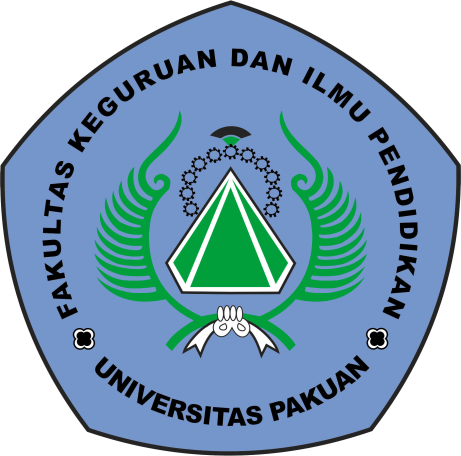 FAKULTAS KEGURUAN DAN ILMU PENDIDIKAN
UNIVERSITAS PAKUAN